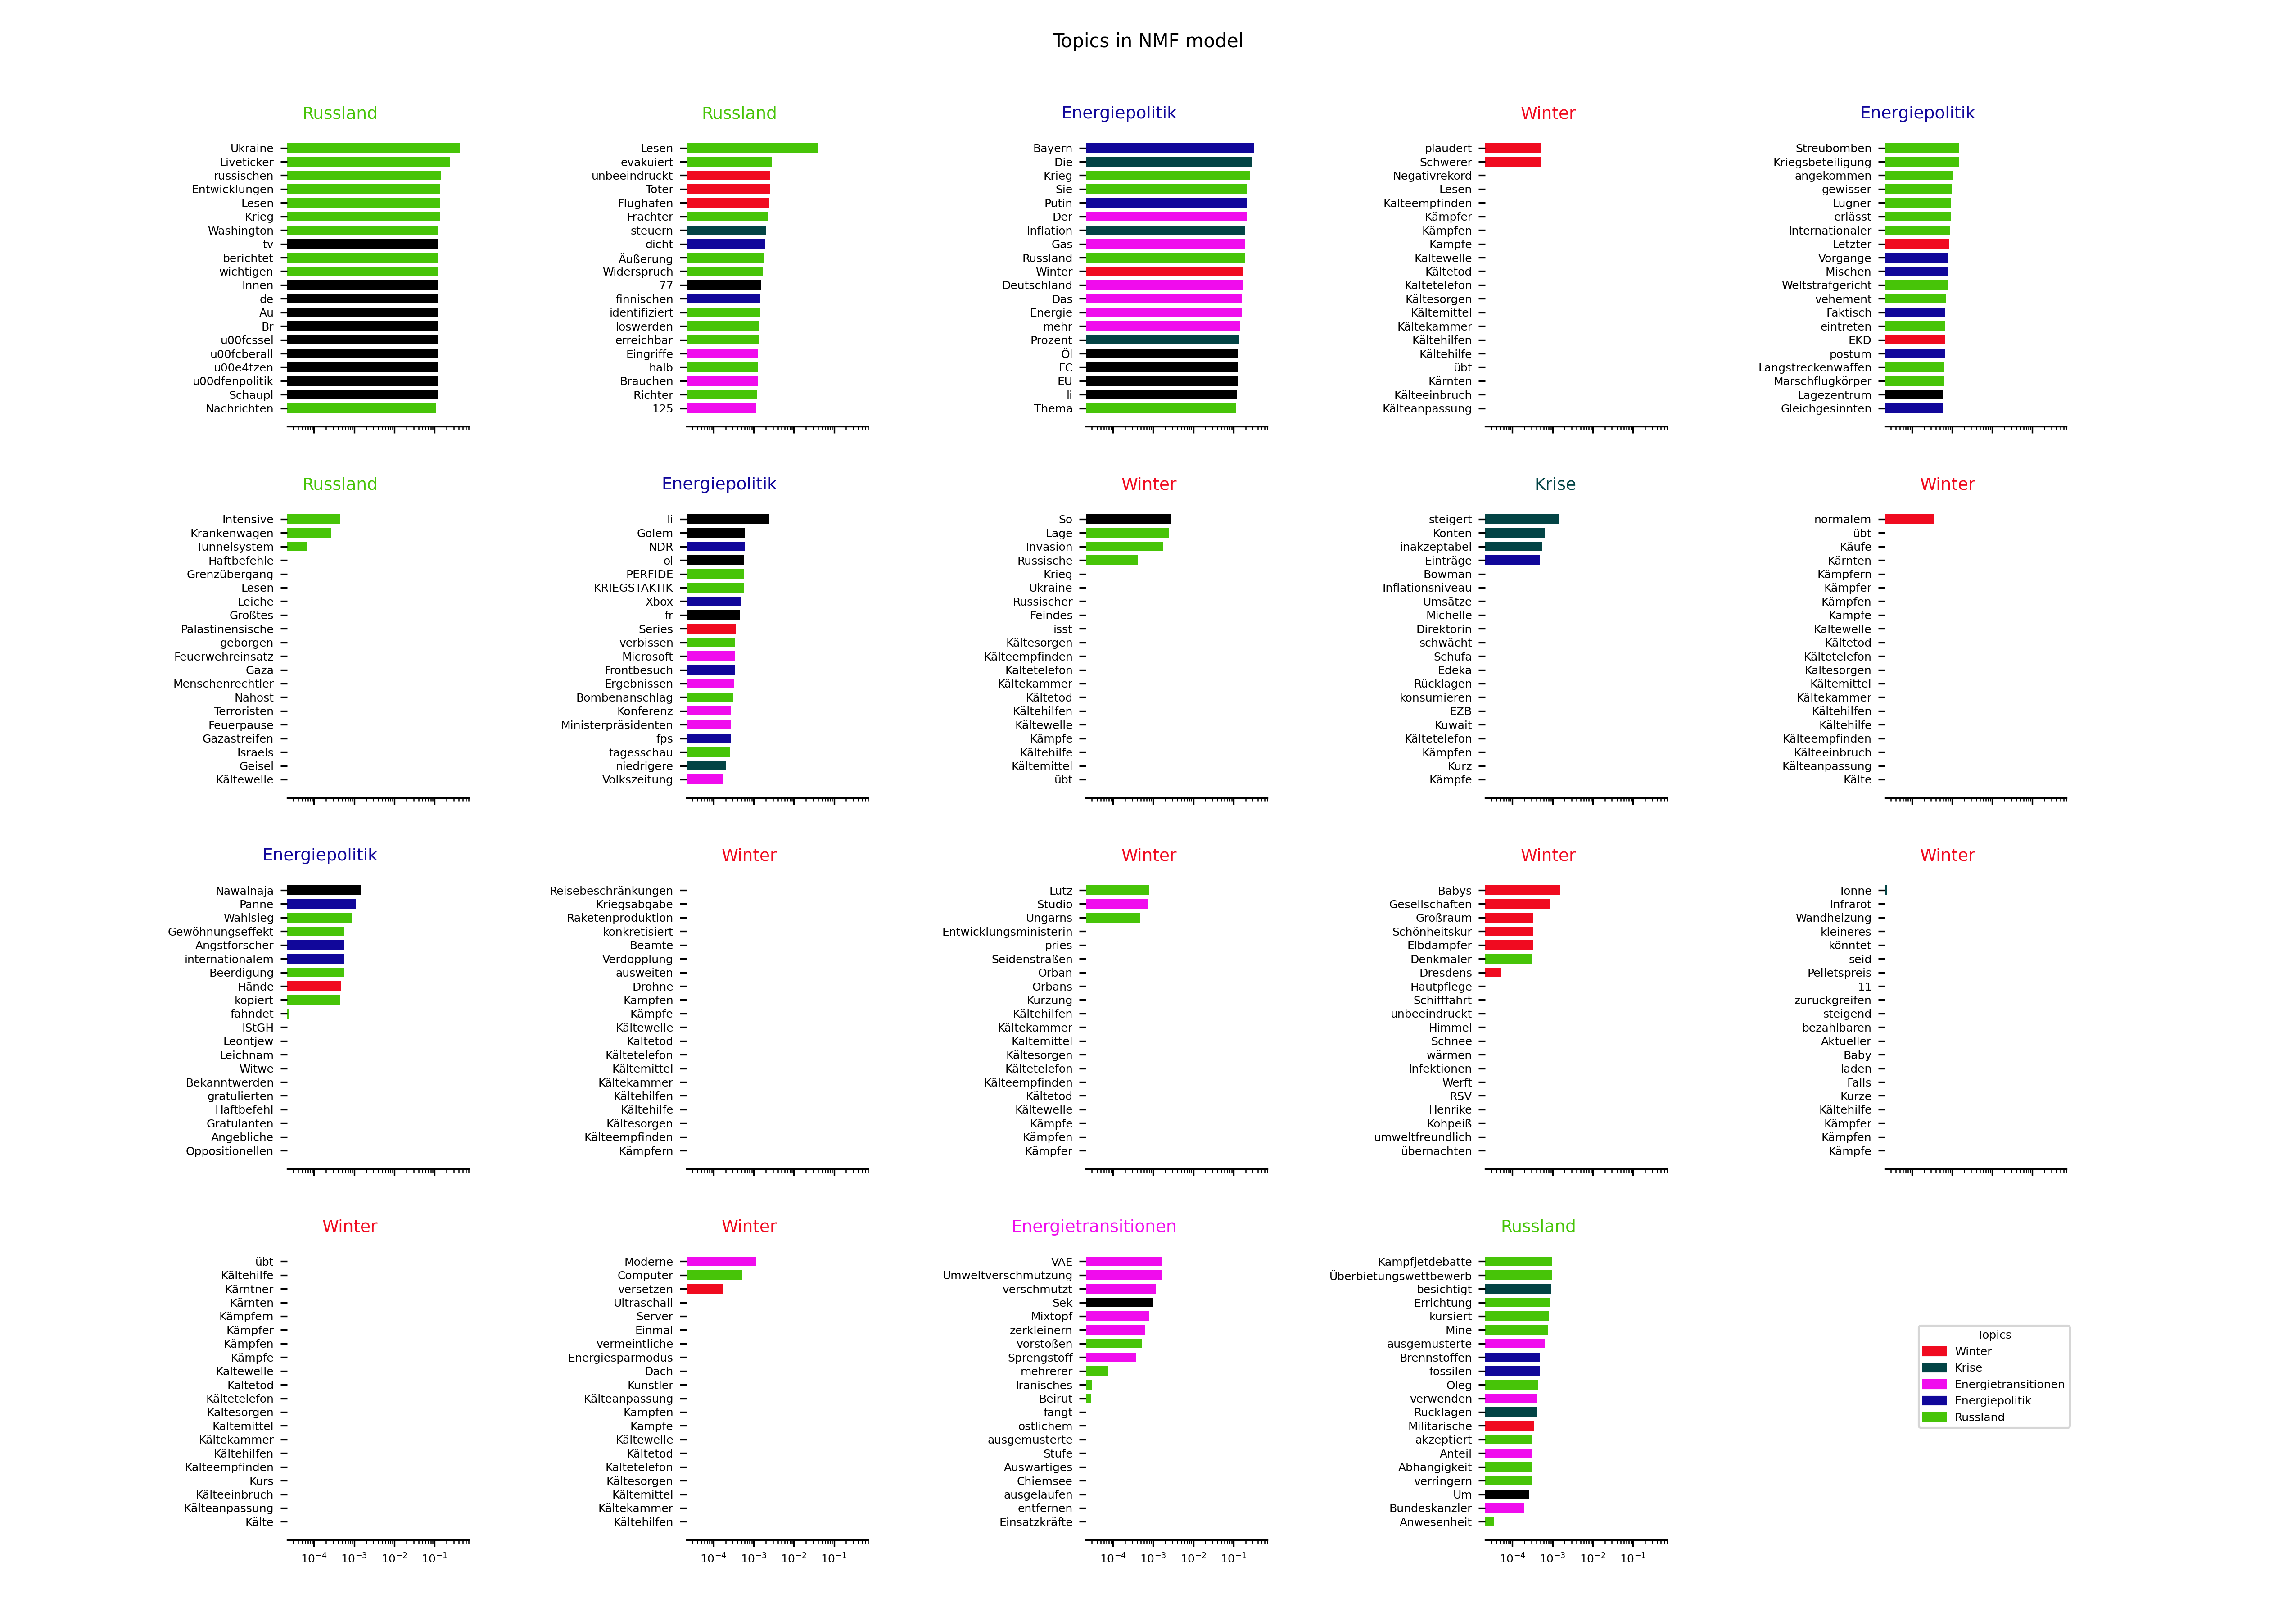 Topics in NMF model
Russland
Ukraine
Liveticker
russischen
Entwicklungen
Lesen
Krieg
Washington
tv
berichtet
wichtigen
Innen
de
Au
Br
u00fcssel
u00fcberall
u00e4tzen
u00dfenpolitik
Schaupl
Nachrichten
Russland
Lesen
evakuiert
unbeeindruckt
Toter
Flughäfen
Frachter
steuern
dicht
Äußerung
Widerspruch
77
finnischen
identifiziert
loswerden
erreichbar
Eingriffe
halb
Brauchen
Richter
125
Energiepolitik
Bayern
Die
Krieg
Sie
Putin
Der
Inflation
Gas
Russland
Winter
Deutschland
Das
Energie
mehr
Prozent
Öl
FC
EU
li
Thema
Winter
plaudert
Schwerer
Negativrekord
Lesen
Kälteempfinden
Kämpfer
Kämpfen
Kämpfe
Kältewelle
Kältetod
Kältetelefon
Kältesorgen
Kältemittel
Kältekammer
Kältehilfen
Kältehilfe
übt
Kärnten
Kälteeinbruch
Kälteanpassung
Energiepolitik
Streubomben
Kriegsbeteiligung
angekommen
gewisser
Lügner
erlässt
Internationaler
Letzter
Vorgänge
Mischen
Weltstrafgericht
vehement
Faktisch
eintreten
EKD
postum
Langstreckenwaffen
Marschflugkörper
Lagezentrum
Gleichgesinnten
Russland
Intensive
Krankenwagen
Tunnelsystem
Haftbefehle
Grenzübergang
Lesen
Leiche
Größtes
Palästinensische
geborgen
Feuerwehreinsatz
Gaza
Menschenrechtler
Nahost
Terroristen
Feuerpause
Gazastreifen
Israels
Geisel
Kältewelle
Energiepolitik
li
Golem
NDR
ol
PERFIDE
KRIEGSTAKTIK
Xbox
fr
Series
verbissen
Microsoft
Frontbesuch
Ergebnissen
Bombenanschlag
Konferenz
Ministerpräsidenten
fps
tagesschau
niedrigere
Volkszeitung
Winter
So
Lage
Invasion
Russische
Krieg
Ukraine
Russischer
Feindes
isst
Kältesorgen
Kälteempfinden
Kältetelefon
Kältekammer
Kältetod
Kältehilfen
Kältewelle
Kämpfe
Kältehilfe
Kältemittel
übt
Krise
steigert
Konten
inakzeptabel
Einträge
Bowman
Inflationsniveau
Umsätze
Michelle
Direktorin
schwächt
Schufa
Edeka
Rücklagen
konsumieren
EZB
Kuwait
Kältetelefon
Kämpfen
Kurz
Kämpfe
Winter
normalem
übt
Käufe
Kärnten
Kämpfern
Kämpfer
Kämpfen
Kämpfe
Kältewelle
Kältetod
Kältetelefon
Kältesorgen
Kältemittel
Kältekammer
Kältehilfen
Kältehilfe
Kälteempfinden
Kälteeinbruch
Kälteanpassung
Kälte
Energiepolitik
Nawalnaja
Panne
Wahlsieg
Gewöhnungseffekt
Angstforscher
internationalem
Beerdigung
Hände
kopiert
fahndet
IStGH
Leontjew
Leichnam
Witwe
Bekanntwerden
gratulierten
Haftbefehl
Gratulanten
Angebliche
Oppositionellen
Winter
Reisebeschränkungen
Kriegsabgabe
Raketenproduktion
konkretisiert
Beamte
Verdopplung
ausweiten
Drohne
Kämpfen
Kämpfe
Kältewelle
Kältetod
Kältetelefon
Kältemittel
Kältekammer
Kältehilfen
Kältehilfe
Kältesorgen
Kälteempfinden
Kämpfern
Winter
Lutz
Studio
Ungarns
Entwicklungsministerin
pries
Seidenstraßen
Orban
Orbans
Kürzung
Kältehilfen
Kältekammer
Kältemittel
Kältesorgen
Kältetelefon
Kälteempfinden
Kältetod
Kältewelle
Kämpfe
Kämpfen
Kämpfer
Winter
Babys
Gesellschaften
Großraum
Schönheitskur
Elbdampfer
Denkmäler
Dresdens
Hautpflege
Schifffahrt
unbeeindruckt
Himmel
Schnee
wärmen
Infektionen
Werft
RSV
Henrike
Kohpeiß
umweltfreundlich
übernachten
Winter
Tonne
Infrarot
Wandheizung
kleineres
könntet
seid
Pelletspreis
11
zurückgreifen
steigend
bezahlbaren
Aktueller
Baby
laden
Falls
Kurze
Kältehilfe
Kämpfer
Kämpfen
Kämpfe
Winter
übt
Kältehilfe
Kärntner
Kärnten
Kämpfern
Kämpfer
Kämpfen
Kämpfe
Kältewelle
Kältetod
Kältetelefon
Kältesorgen
Kältemittel
Kältekammer
Kältehilfen
Kälteempfinden
Kurs
Kälteeinbruch
Kälteanpassung
Kälte
10⁻⁴ 10⁻³ 10⁻² 10⁻¹
Winter
Moderne
Computer
versetzen
Ultraschall
Server
Einmal
vermeintliche
Energiesparmodus
Dach
Künstler
Kälteanpassung
Kämpfen
Kämpfe
Kältewelle
Kältetod
Kältetelefon
Kältesorgen
Kältemittel
Kältekammer
Kältehilfen
10⁻⁴ 10⁻³ 10⁻² 10⁻¹
Energietransitionen
VAE
Umweltverschmutzung
verschmutzt
Sek
Mixtopf
zerkleinern
vorstoßen
Sprengstoff
mehrerer
Iranisches
Beirut
fängt
östlichem
ausgemusterte
Stufe
Auswärtiges
Chiemsee
ausgelaufen
entfernen
Einsatzkräfte
10⁻⁴ 10⁻³ 10⁻² 10⁻¹
Russland
Kampfjetdebatte
Überbietungswettbewerb
besichtigt
Errichtung
kursiert
Mine
ausgemusterte
Brennstoffen
fossilen
Oleg
verwenden
Rücklagen
Militärische
akzeptiert
Anteil
Abhängigkeit
verringern
Um
Bundeskanzler
Anwesenheit
10⁻⁴ 10⁻³ 10⁻² 10⁻¹
Topics
Winter
Krise
Energietransitionen
Energiepolitik
Russland